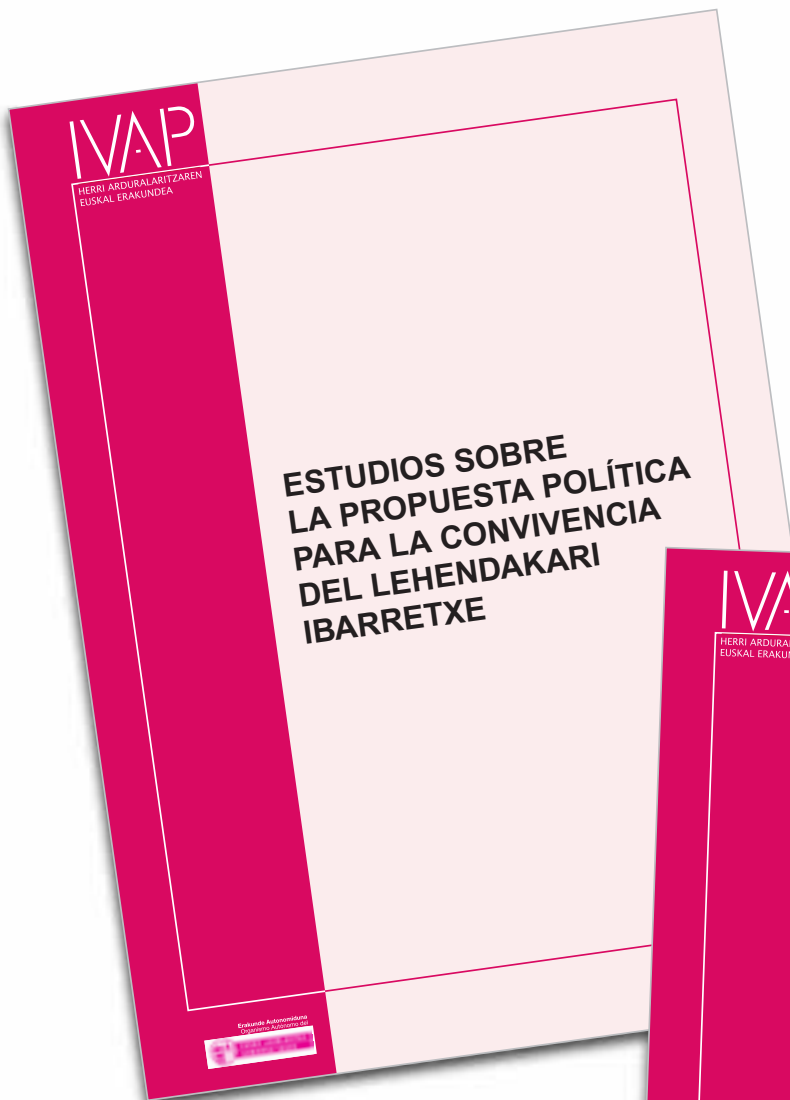 IVAP
HERRI ARDURALARITZAREN
EUSKAL ERAKUNDEA
ESTUDIOS SOBRE
LA PROPUESTA POLÍTICA
PARA LA CONVIVENCIA
DEL LEHENDAKARI
IBARRETXE
Erakunde Autonomiduna
Organismo Autónomo del
IVA
HERRI ARDURA
EUSKAL ERAKUN